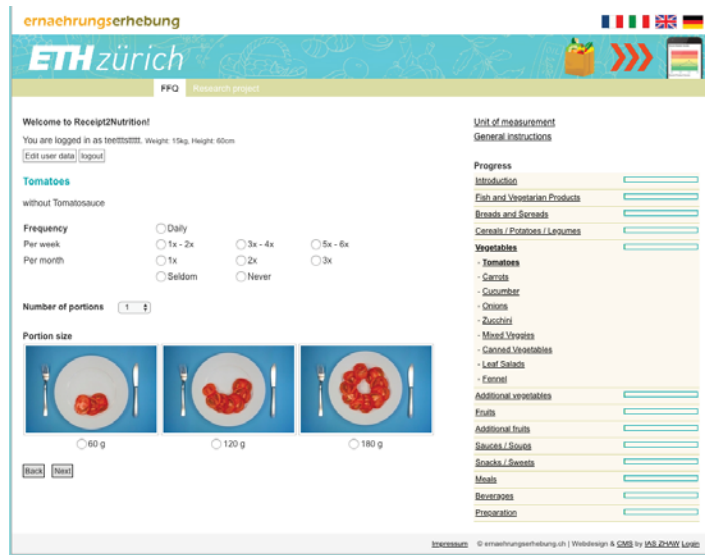 ernaehrungserhebung
ETH zürich
FFQ Research project
Welcome to Receipt2Nutrition!
Weight: 15kg, Height: 60cm
You are logged in as
Edit user data logout
Tomatoes
without Tomatosauce
Frequency Daily
Per week 1x - 2x 3x - 4x 5x - 6x
Per month 1x 2x 3x
Seldom Never
Number of portions 1
Portion size
60 g 120 g 180 g
Back Next
Unit of measurement
General instructions
Progress
Introduction
Fish and Vegetarian Products
Breads and Spreads
Cereals / Potatoes / Legumes
Vegetables
- Tomatoes
- Carrots
- Cucumber
- Onions
- Zucchini
- Mixed Veggies
- Canned Vegetables
- Leaf Salads
- Fennel
Additional vegetables
Fruits
Additional fruits
Sauces / Soups
Snacks / Sweets
Meals
Beverages
Preparation
Impressum © ernaehrungserhebung.ch | Webdesign & CMS by IAS ZHAW Login